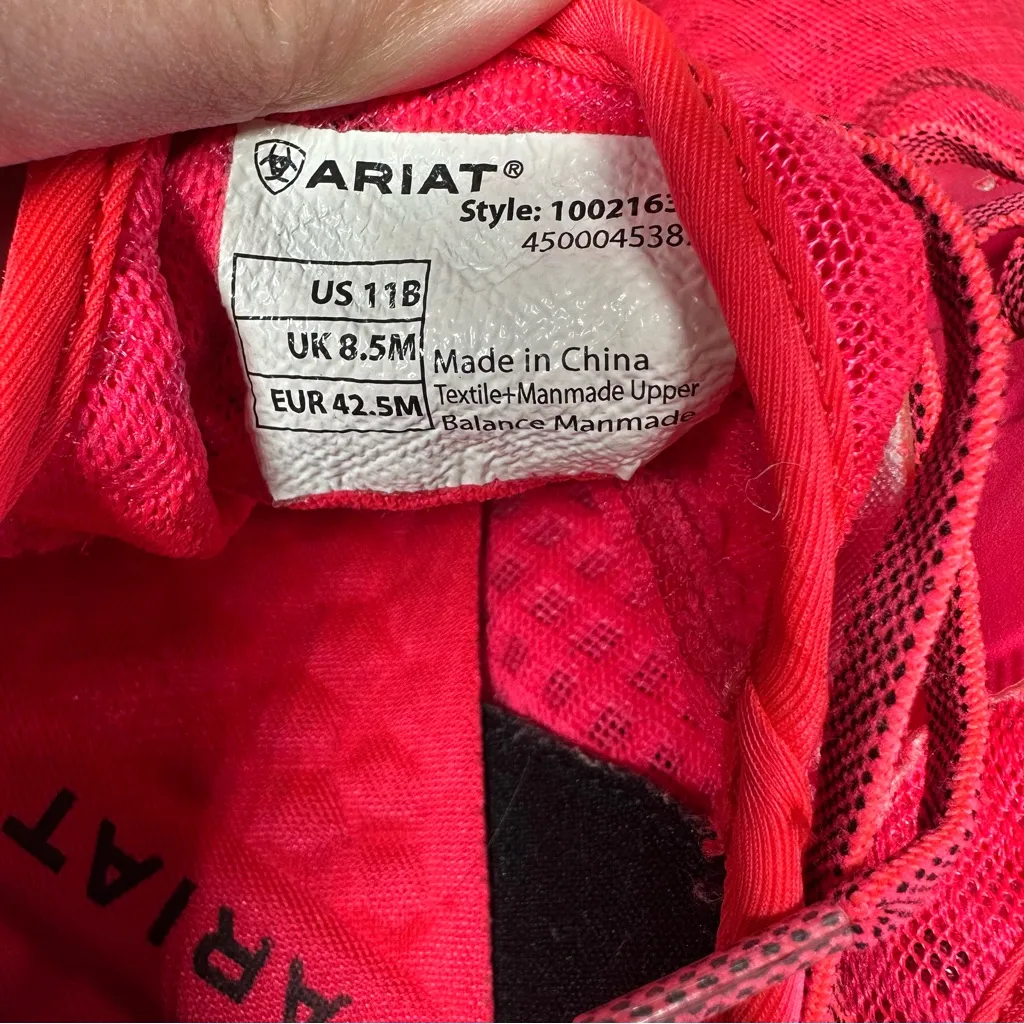 ARIAT®
Style: 1002163
450004538
US 11B
UK 8.5M
EUR 42.5M
Made in China
Textile+Manmade Upper
Balance Manmade
ARIAT